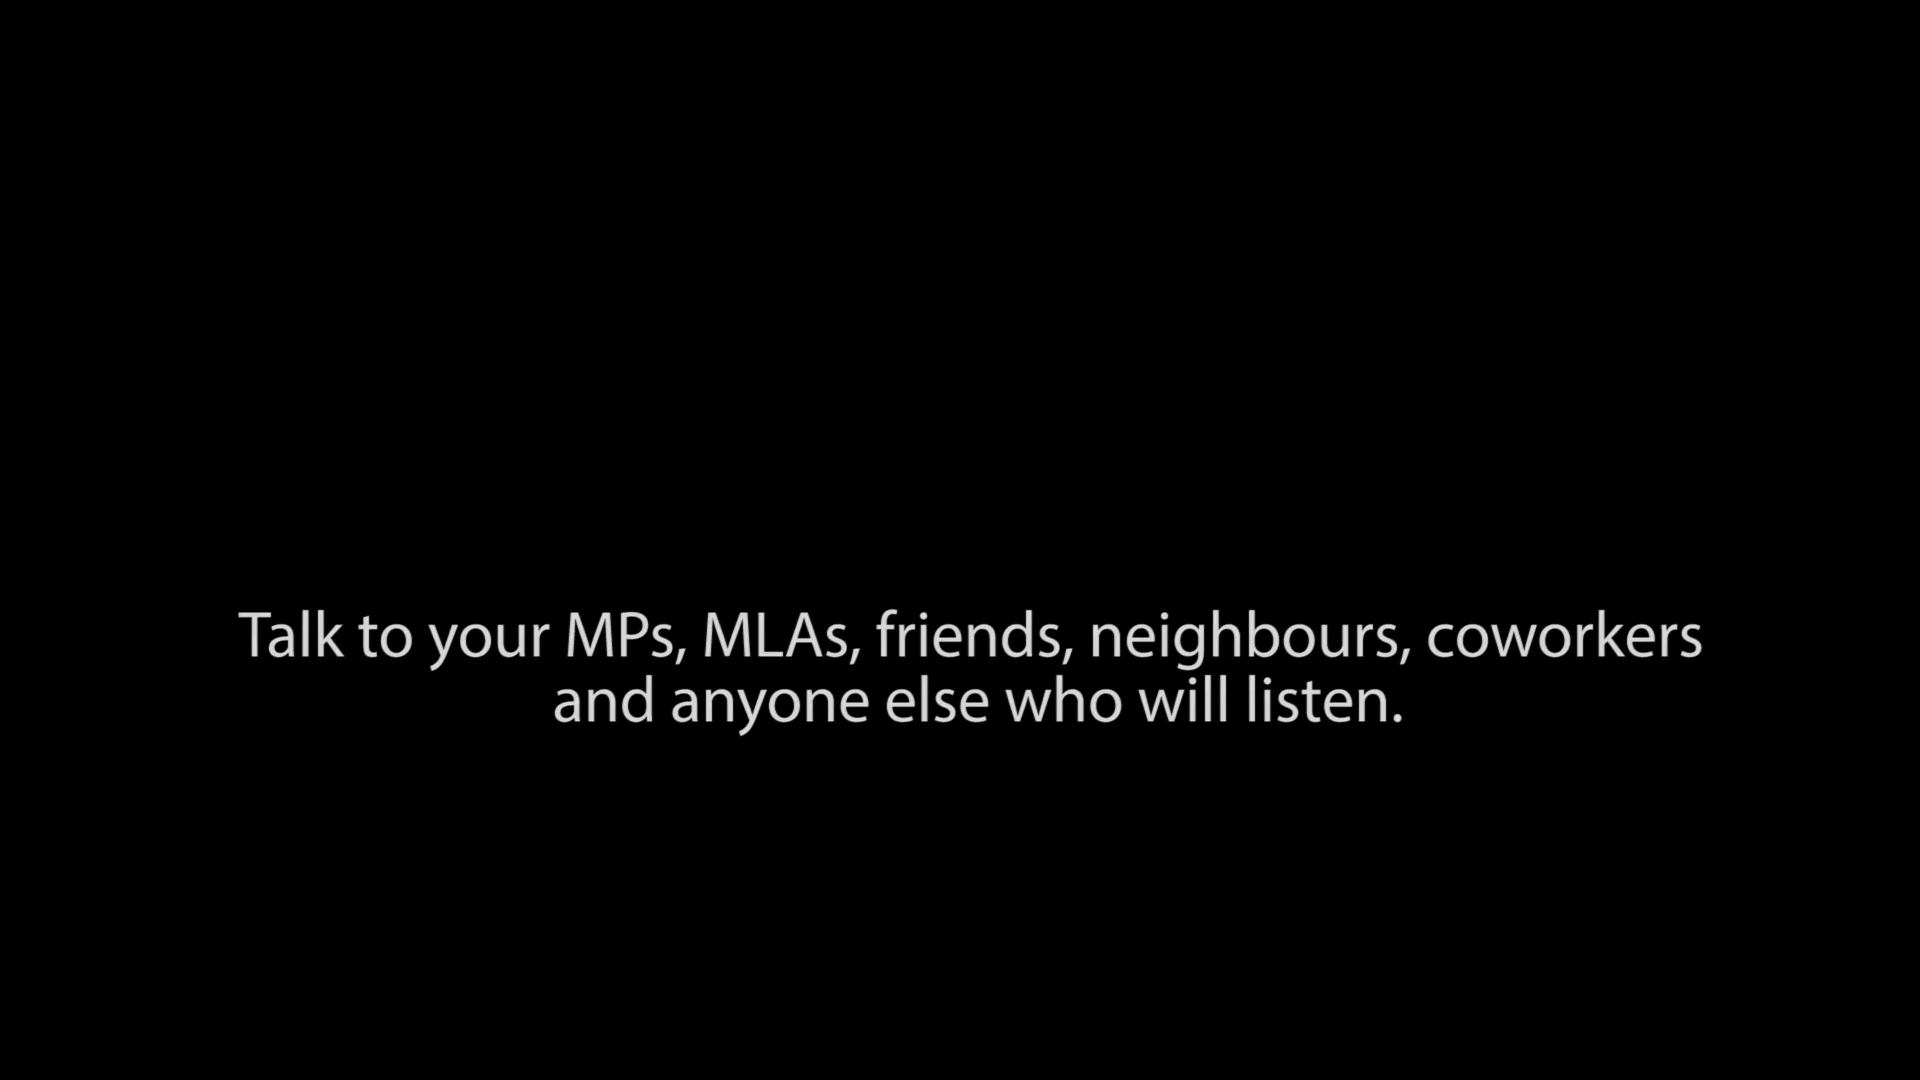 Talk to your MPs, MLAs, friends, neighbours, coworkers
and anyone else who will listen.